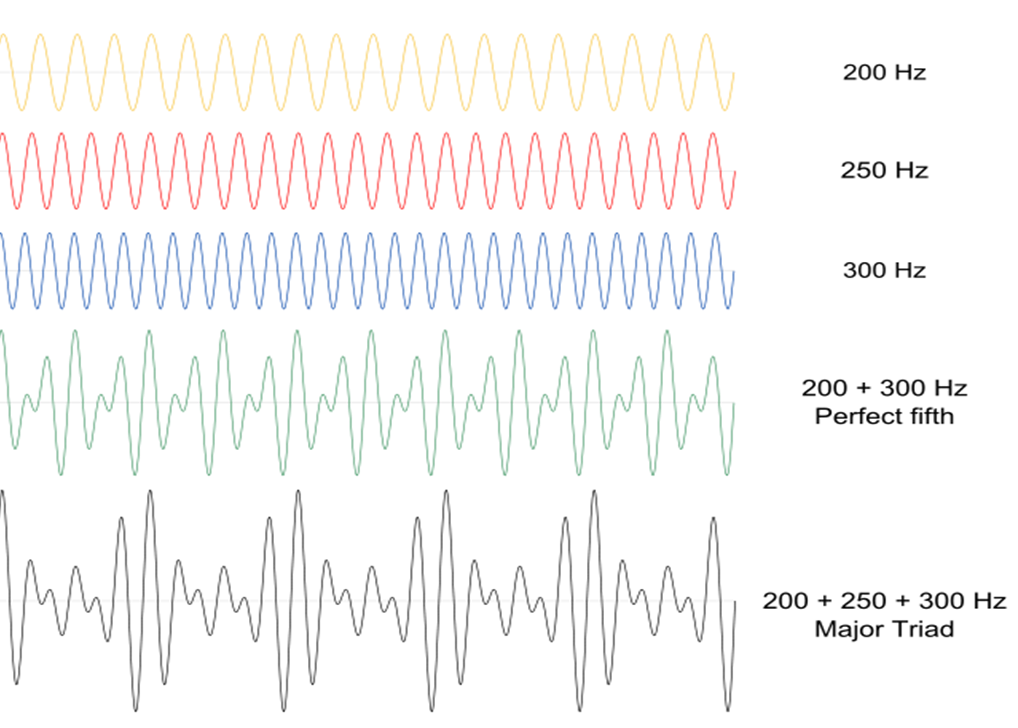 200 Hz
250 Hz
300 Hz
200 + 300 Hz
Perfect fifth
200 + 250 + 300 Hz
Major Triad